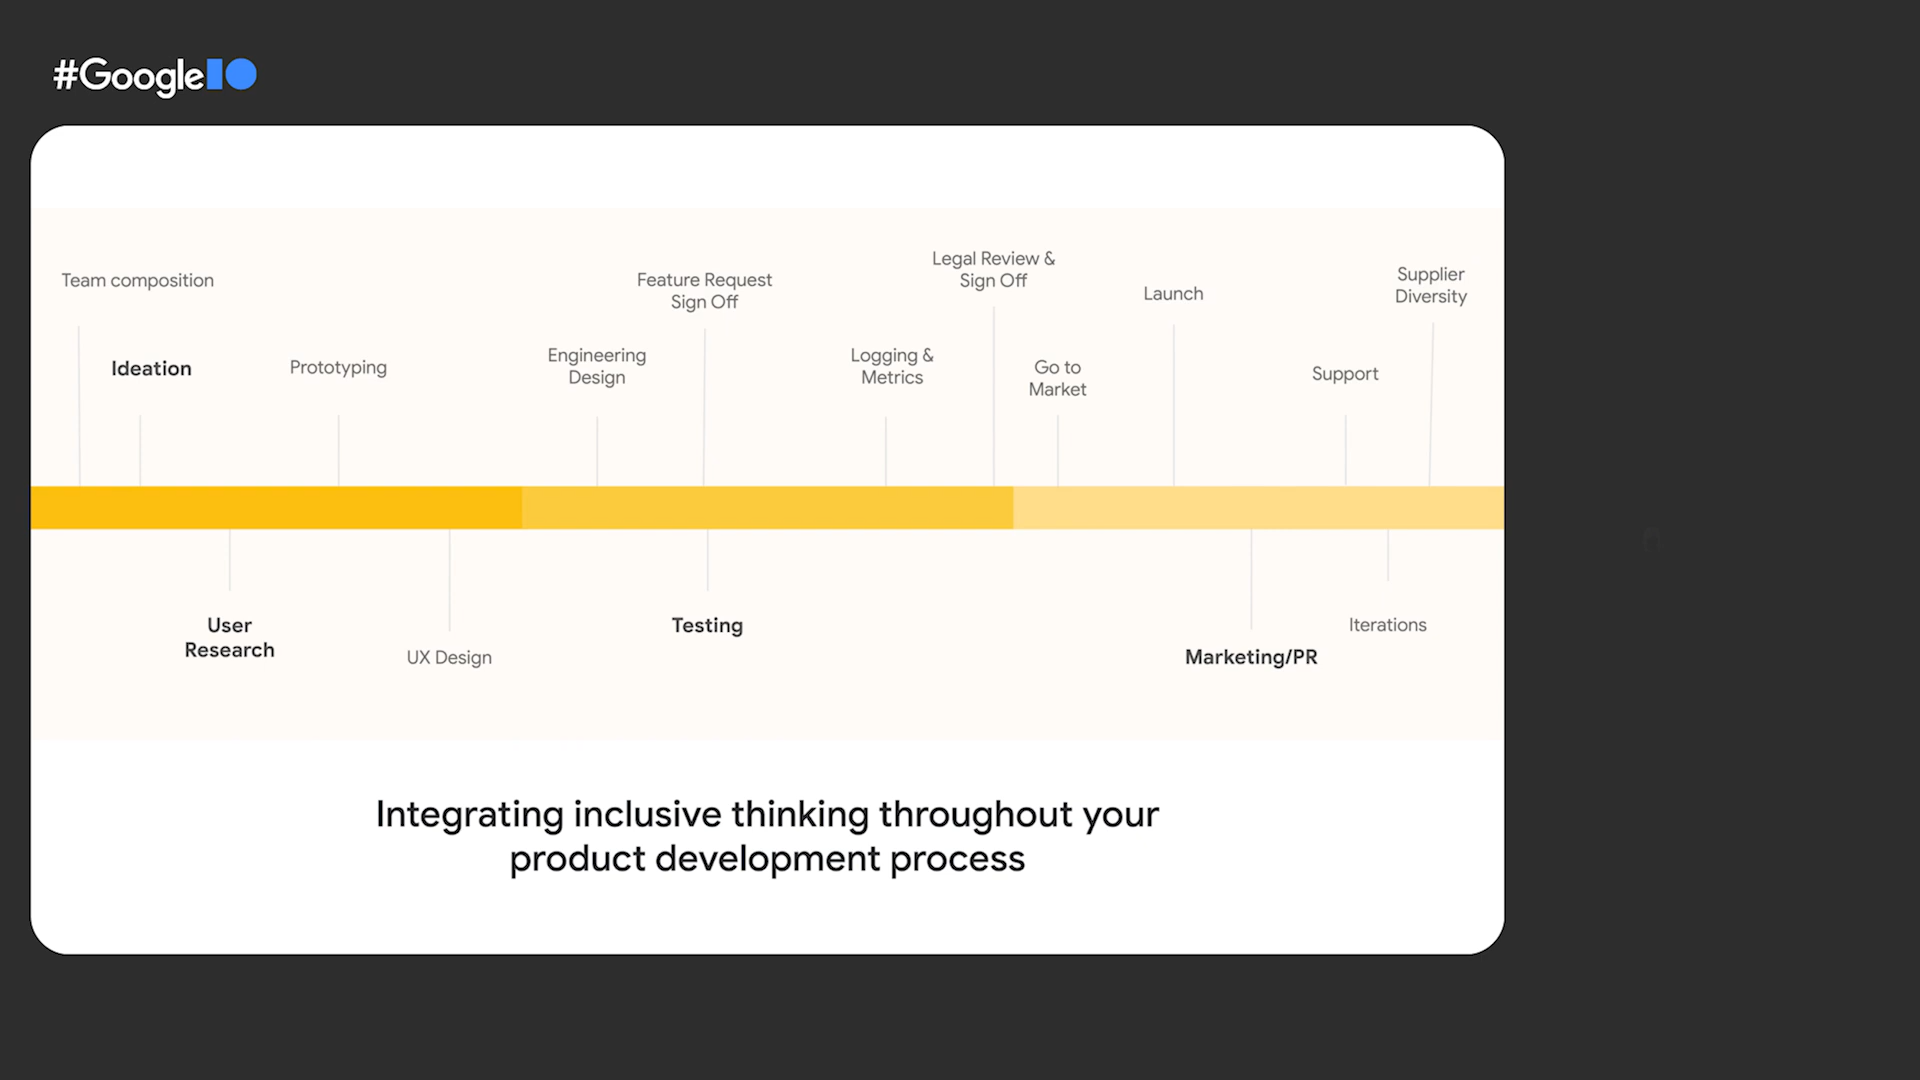 #GoogleIO
Team composition
Ideation
User
Research
Prototyping
UX Design
Engineering
Design
Feature Request
Sign Off
Testing
Logging &
Metrics
Legal Review &
Sign Off
Go to
Market
Launch
Marketing/PR
Support
Iterations
Supplier
Diversity
Integrating inclusive thinking throughout your
product development process